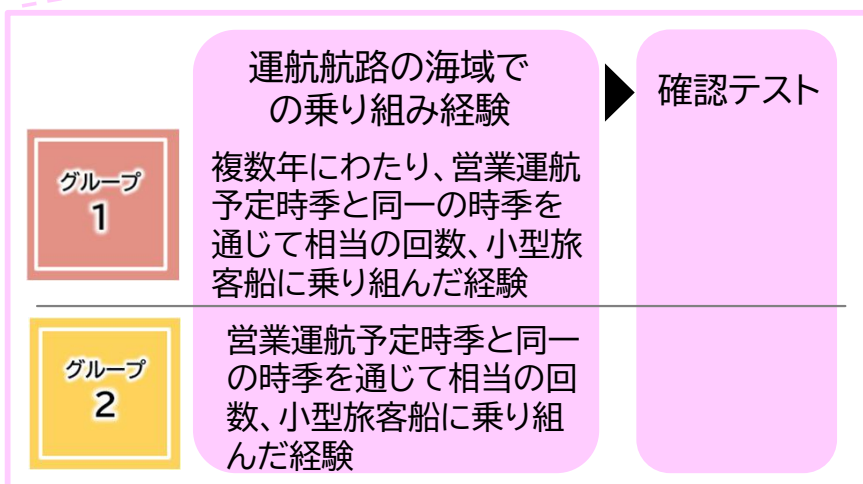 運航航路の海域で
の乗り組み経験
確認テスト
グループ
1
複数年にわたり、営業運航
予定時季と同一の時季を
通じて相当の回数、小型旅
客船に乗り組んだ経験
グループ
2
営業運航予定時季と同一
の時季を通じて相当の回
数、小型旅客船に乗り組
んだ経験